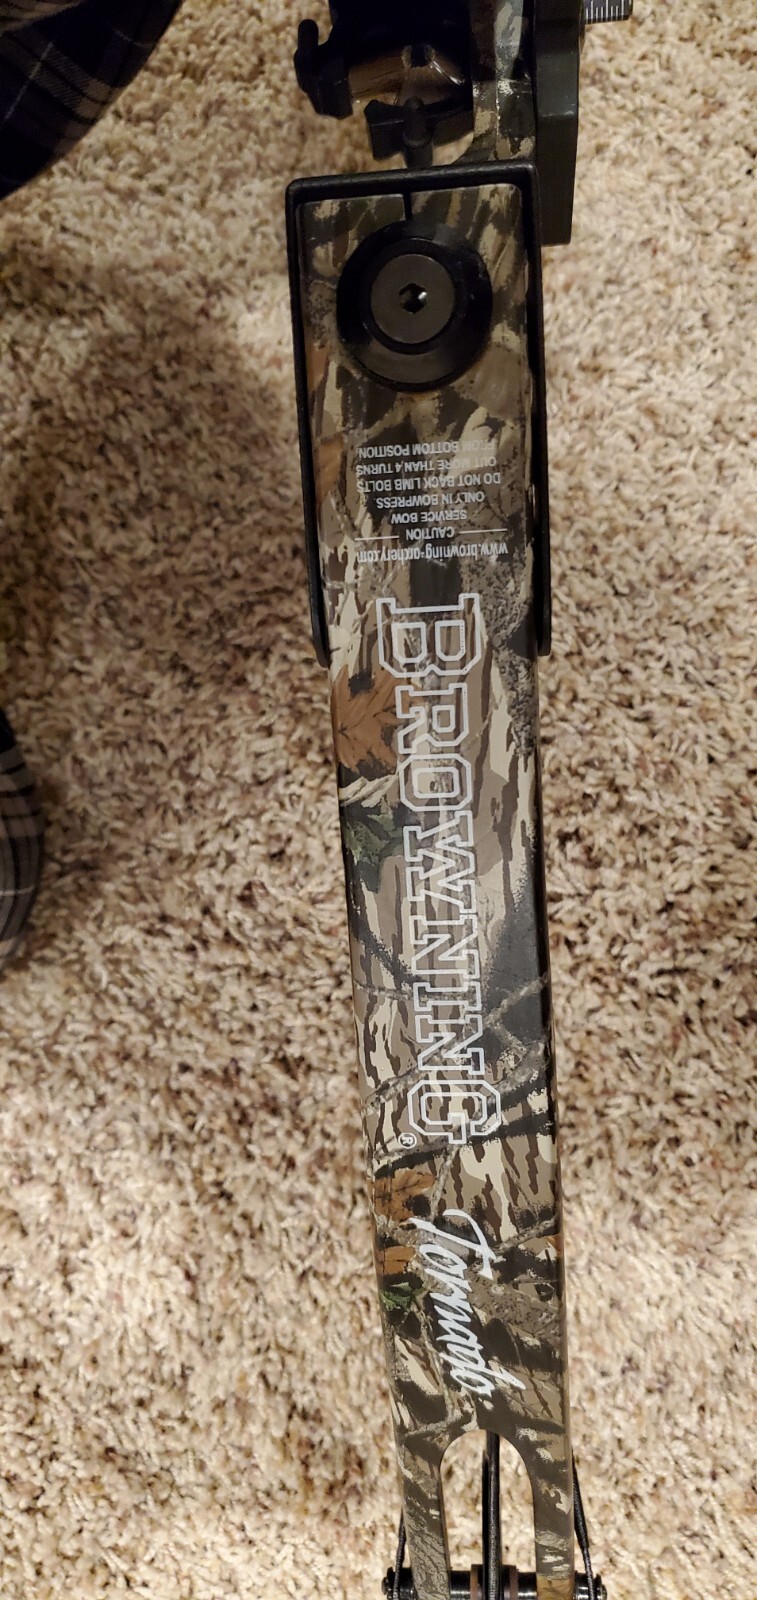 www.browning-archery.com
CAUTION
SERVICE BOW
ONLY IN BOWPRESS.
DO NOT BACK LIMB BOLTS
OUT MORE THAN 4 TURNS
FROM BOTTOM POSITION
BROWNING®
Tornado